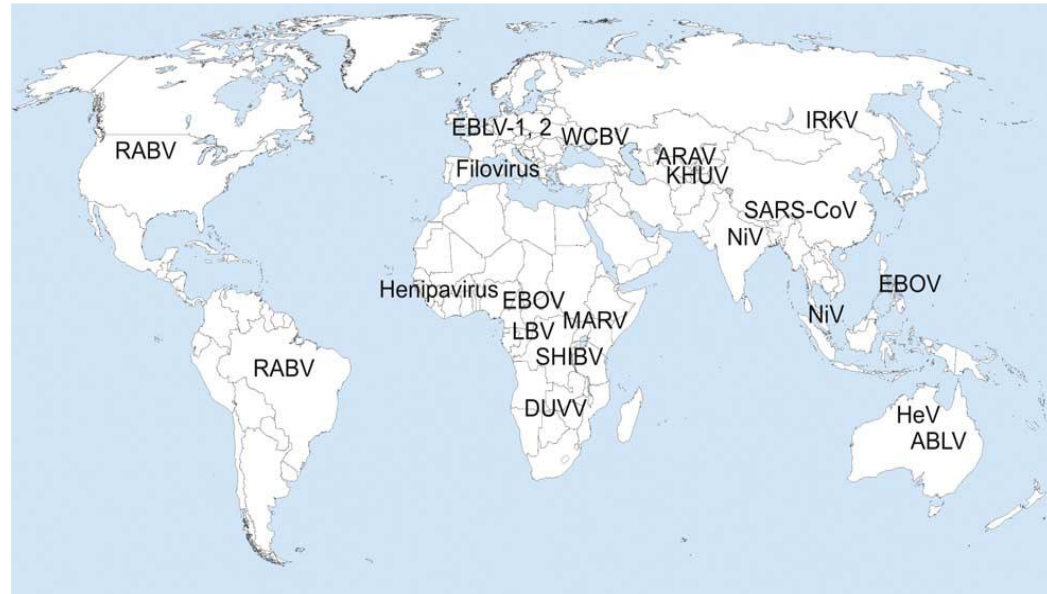 IRKV
EBLV-1, 2
WCBV
RABV
ARAV
Filovirus
KHUV
SARS-CoV
NiV
EBOV
Henipavirus
EBOV
NiV
MARV
LBV
SHIBV
RABV
DUVV
HeV
ABLV